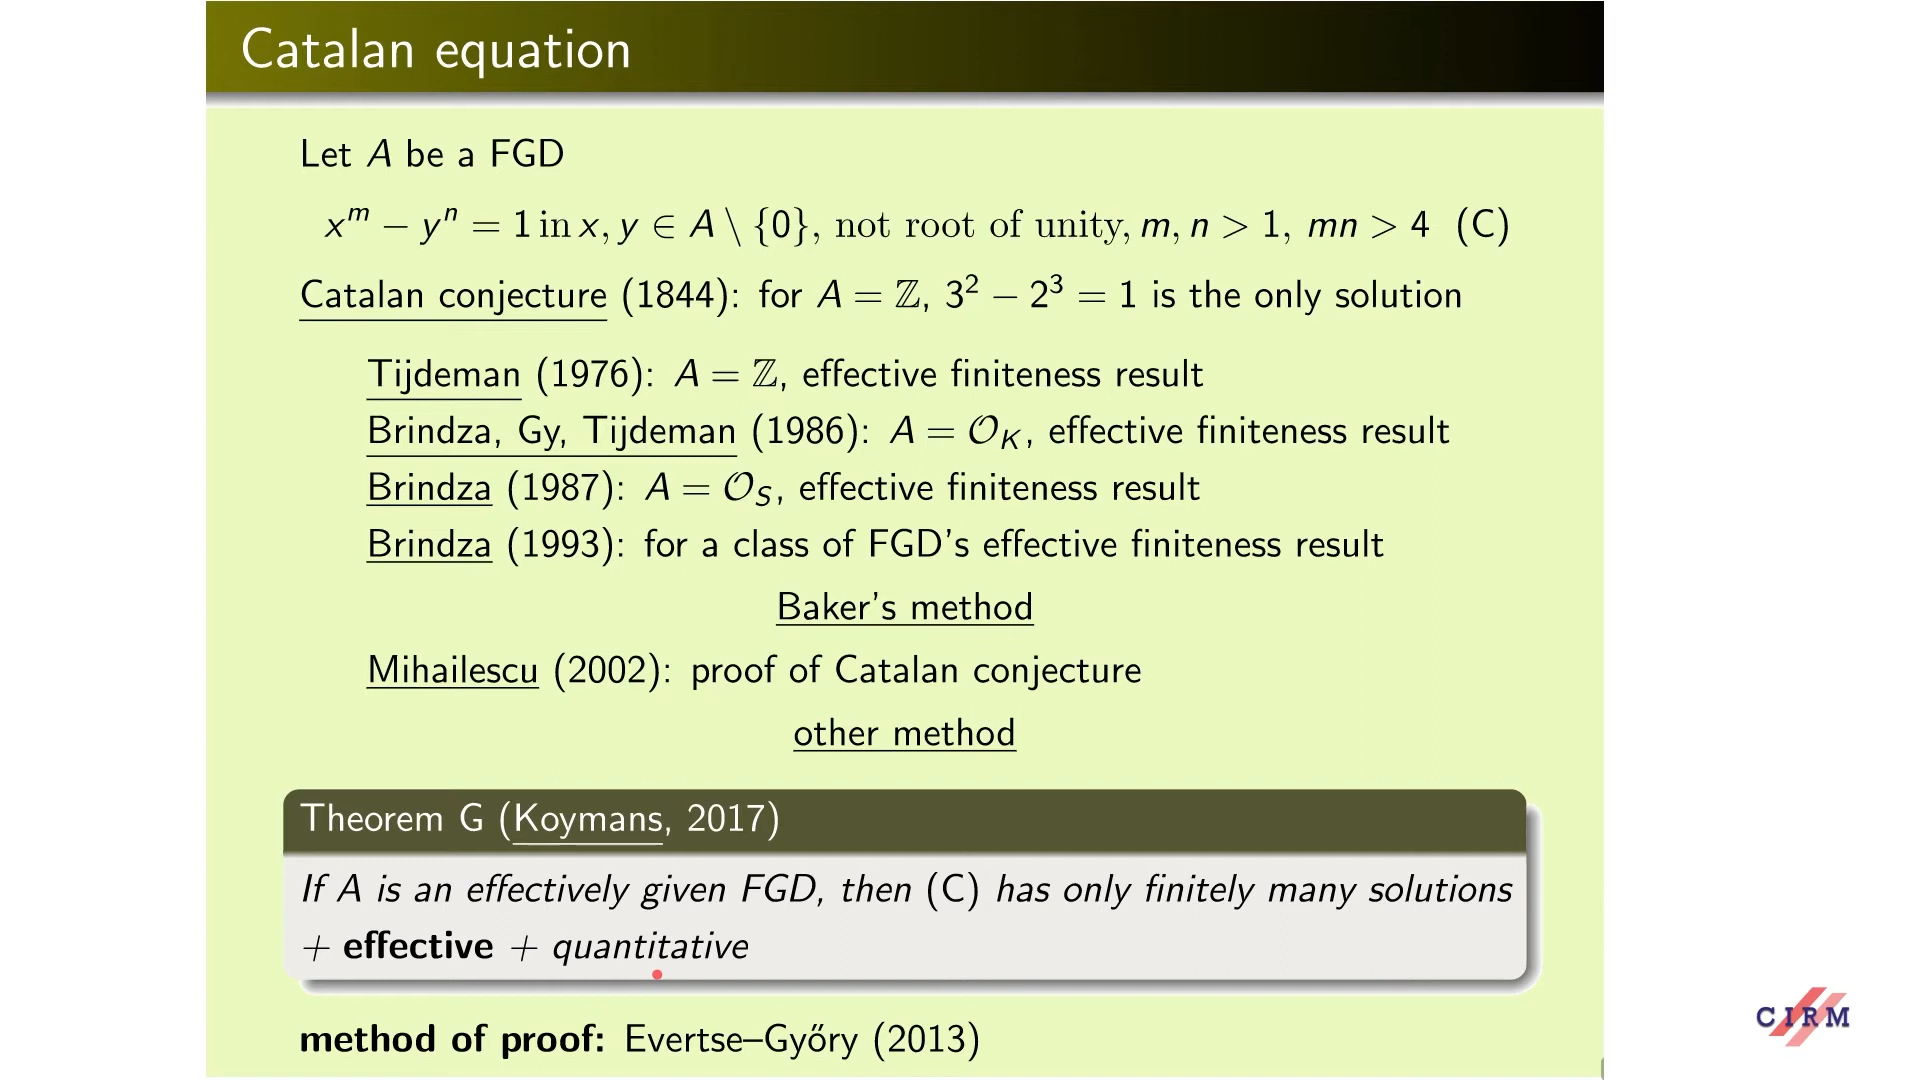 Catalan equation
Let A be a FGD
x^m − y^n = 1 in x, y ∈ A \ {0}, not root of unity, m, n > 1, mn > 4 (C)
Catalan conjecture (1844): for A = ℤ, 3^2 − 2^3 = 1 is the only solution
Tijdeman (1976): A = ℤ, effective finiteness result
Brindza, Gy, Tijdeman (1986): A = 𝒪_K, effective finiteness result
Brindza (1987): A = 𝒪_S, effective finiteness result
Brindza (1993): for a class of FGD's effective finiteness result
Baker's method
Mihailescu (2002): proof of Catalan conjecture
other method
Theorem G (Koymans, 2017)
If A is an effectively given FGD, then (C) has only finitely many solutions
+ effective + quantitative
method of proof: Evertse–Győry (2013)
CIRM